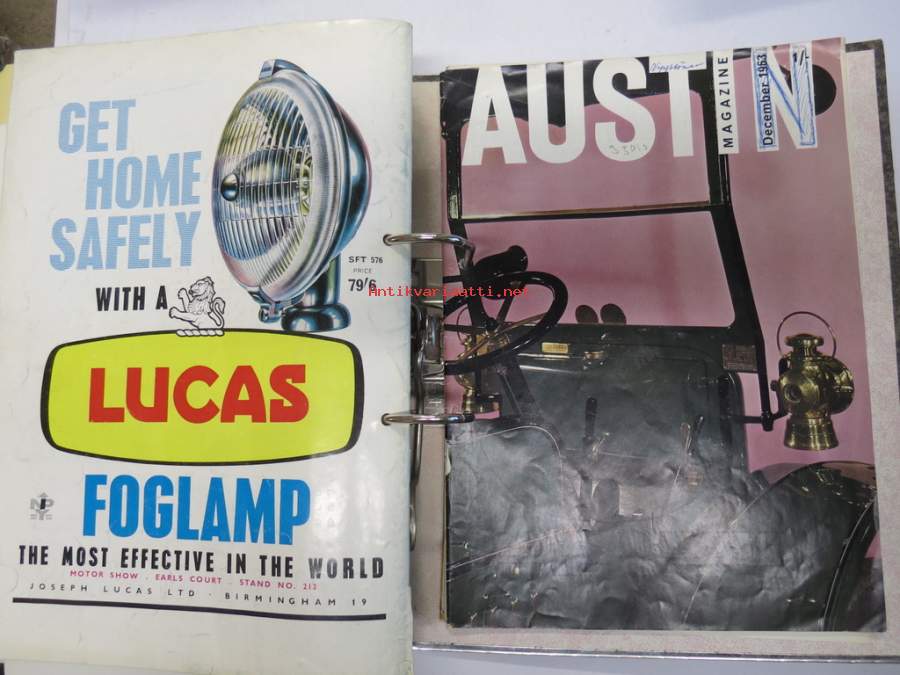 GET
HOME
SAFELY
WITH A
SFT 576
PRICE
79/6
LUCAS
FOGLAMP
THE MOST EFFECTIVE IN THE WORLD
MOTOR SHOW · EARLS COURT · STAND NO. 213
JOSEPH LUCAS LTD · BIRMINGHAM 19
Antikvariaatti.net
AUSTIN
MAGAZINE
December 1963